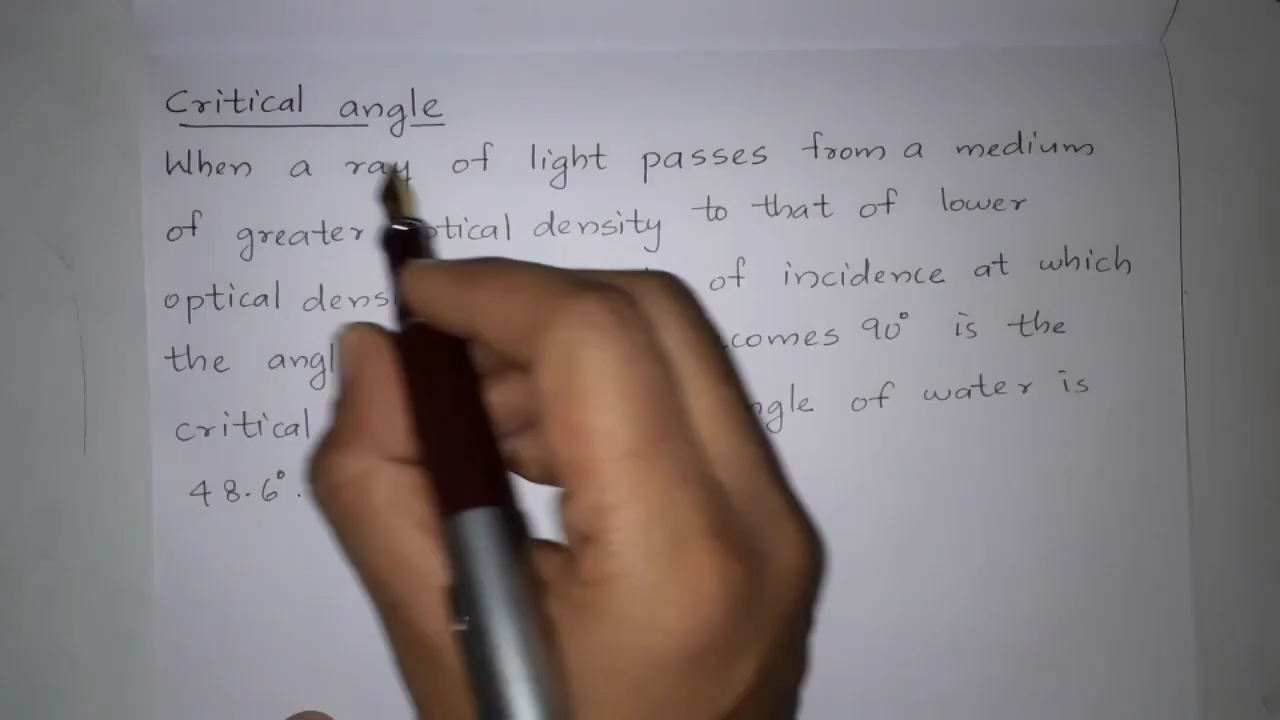 Critical angle
When a ray of light passes from a medium
of greater optical density to that of lower
optical dens of incidence at which
the angl comes 90° is the
critical ngle of water is
48.6°.